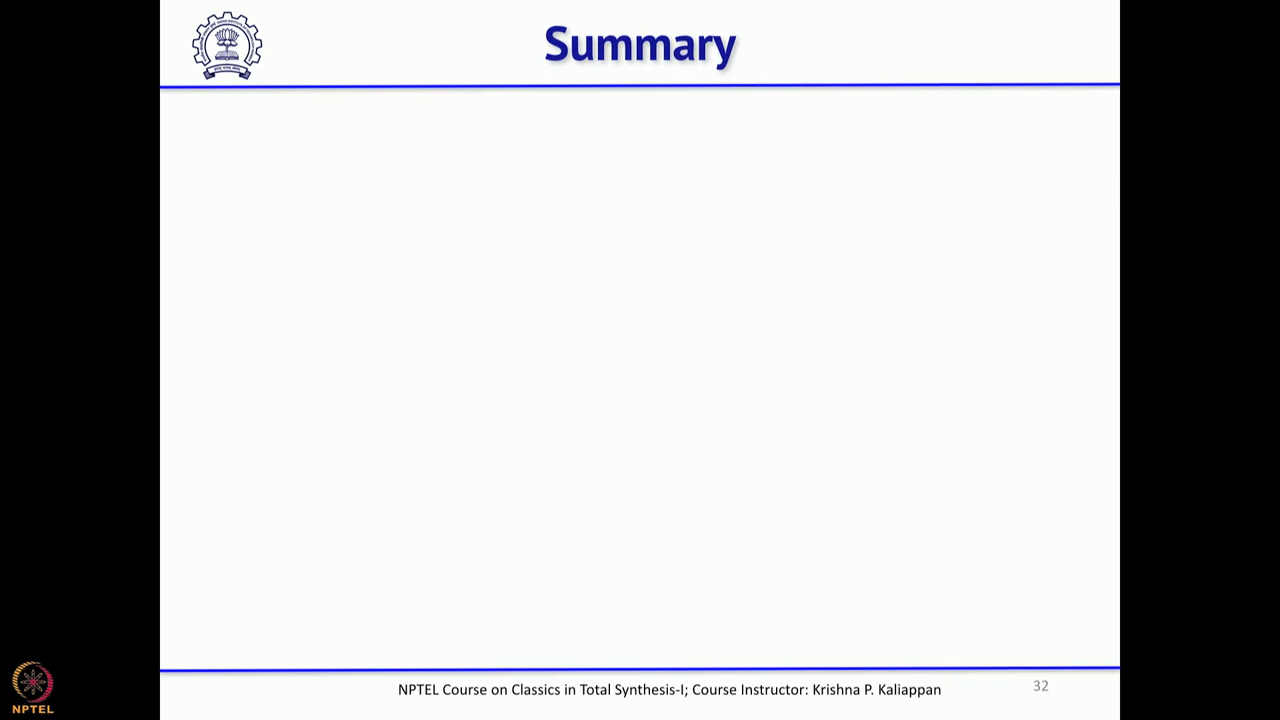 Summary
NPTEL Course on Classics in Total Synthesis-I; Course Instructor: Krishna P. Kaliappan
32
NPTEL